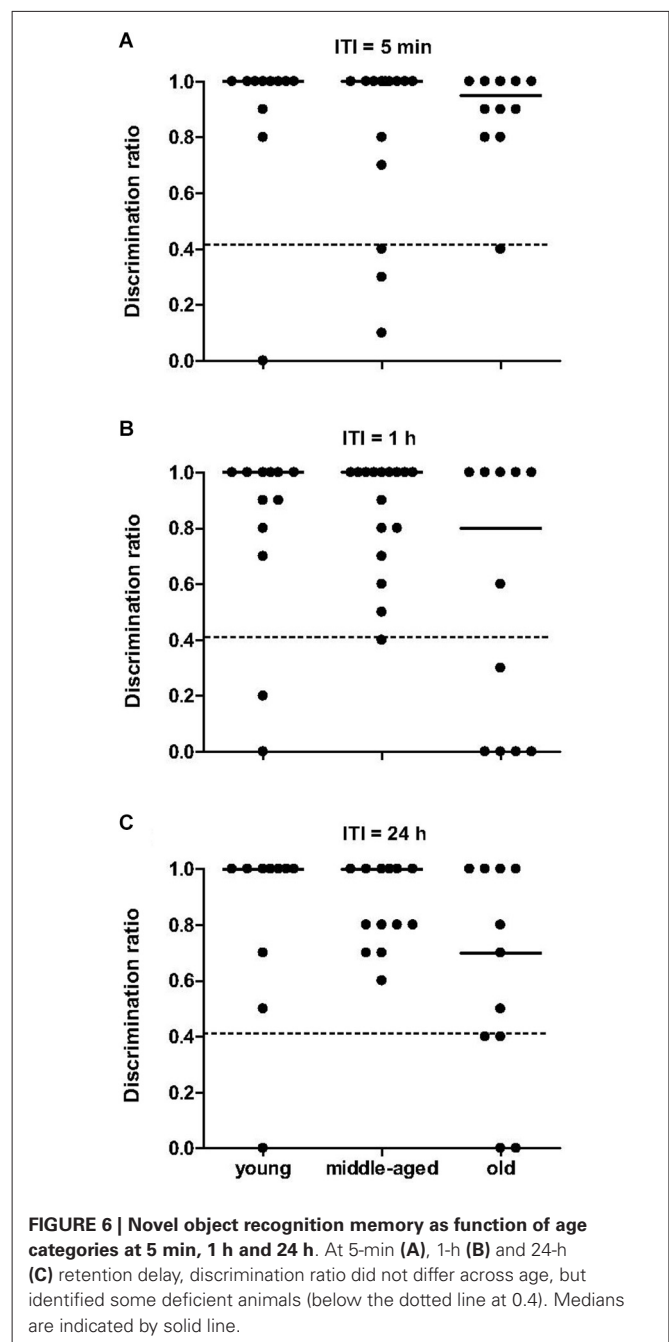 A
ITI = 5 min
1.0
0.8
0.6
0.4
0.2
0.0
Discrimination ratio
B
ITI = 1 h
1.0
0.8
0.6
0.4
0.2
0.0
Discrimination ratio
C
ITI = 24 h
1.0
0.8
0.6
0.4
0.2
0.0
Discrimination ratio
young middle-aged old
FIGURE 6 | Novel object recognition memory as function of age
categories at 5 min, 1 h and 24 h. At 5-min (A), 1-h (B) and 24-h
(C) retention delay, discrimination ratio did not differ across age, but
identified some deficient animals (below the dotted line at 0.4). Medians
are indicated by solid line.